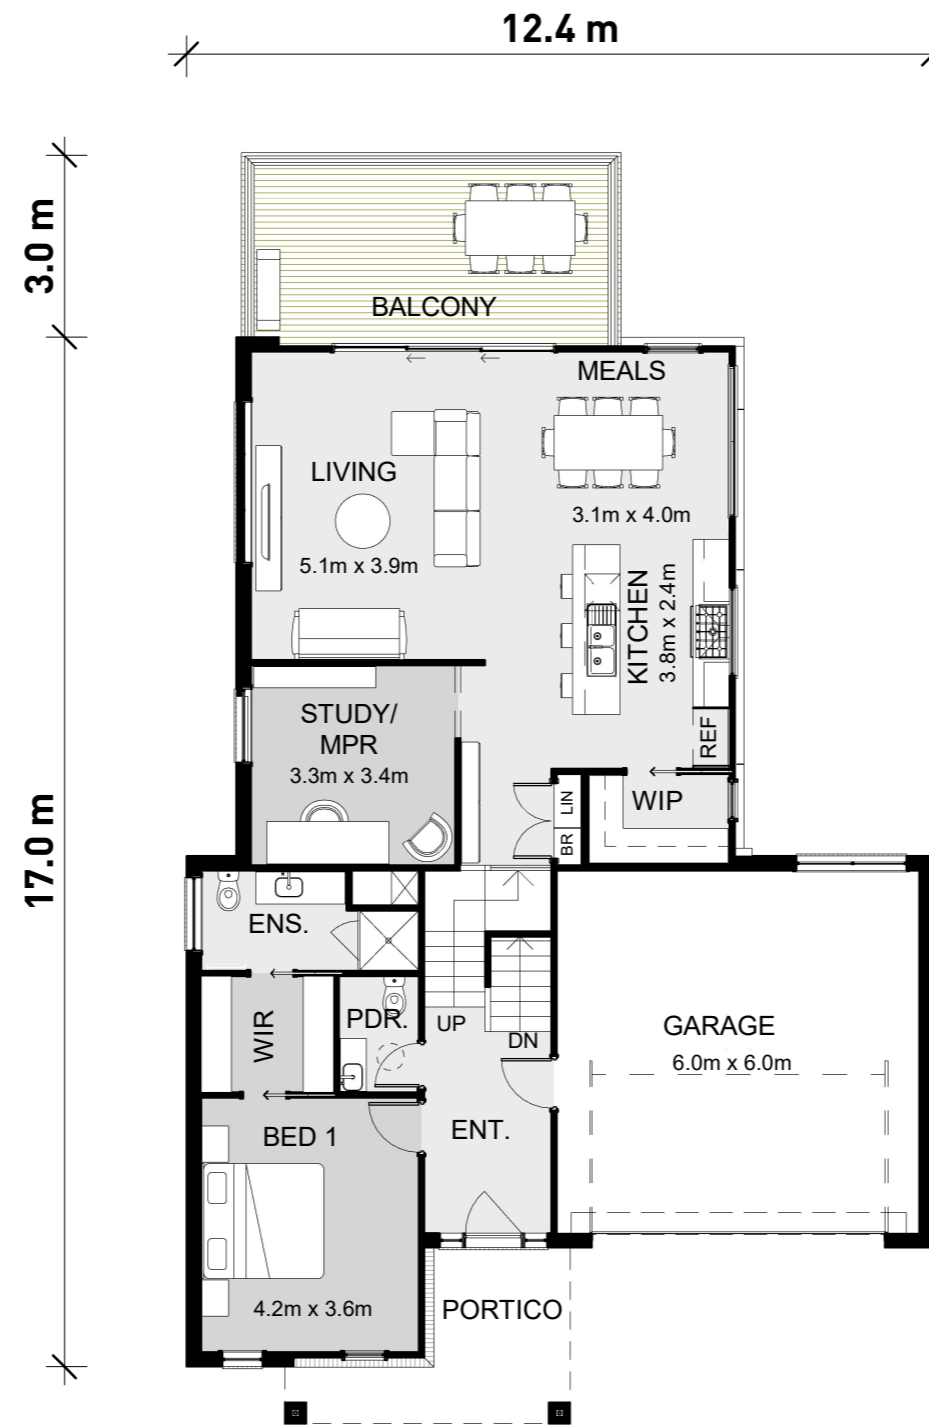 12.4 m
3.0 m
BALCONY
MEALS
LIVING
3.1m x 4.0m
5.1m x 3.9m
KITCHEN
3.8m x 2.4m
STUDY/
MPR
3.3m x 3.4m
REF
WIP
LIN
BR
17.0 m
ENS.
WIR
PDR.
UP
DN
GARAGE
6.0m x 6.0m
BED 1
ENT.
4.2m x 3.6m
PORTICO